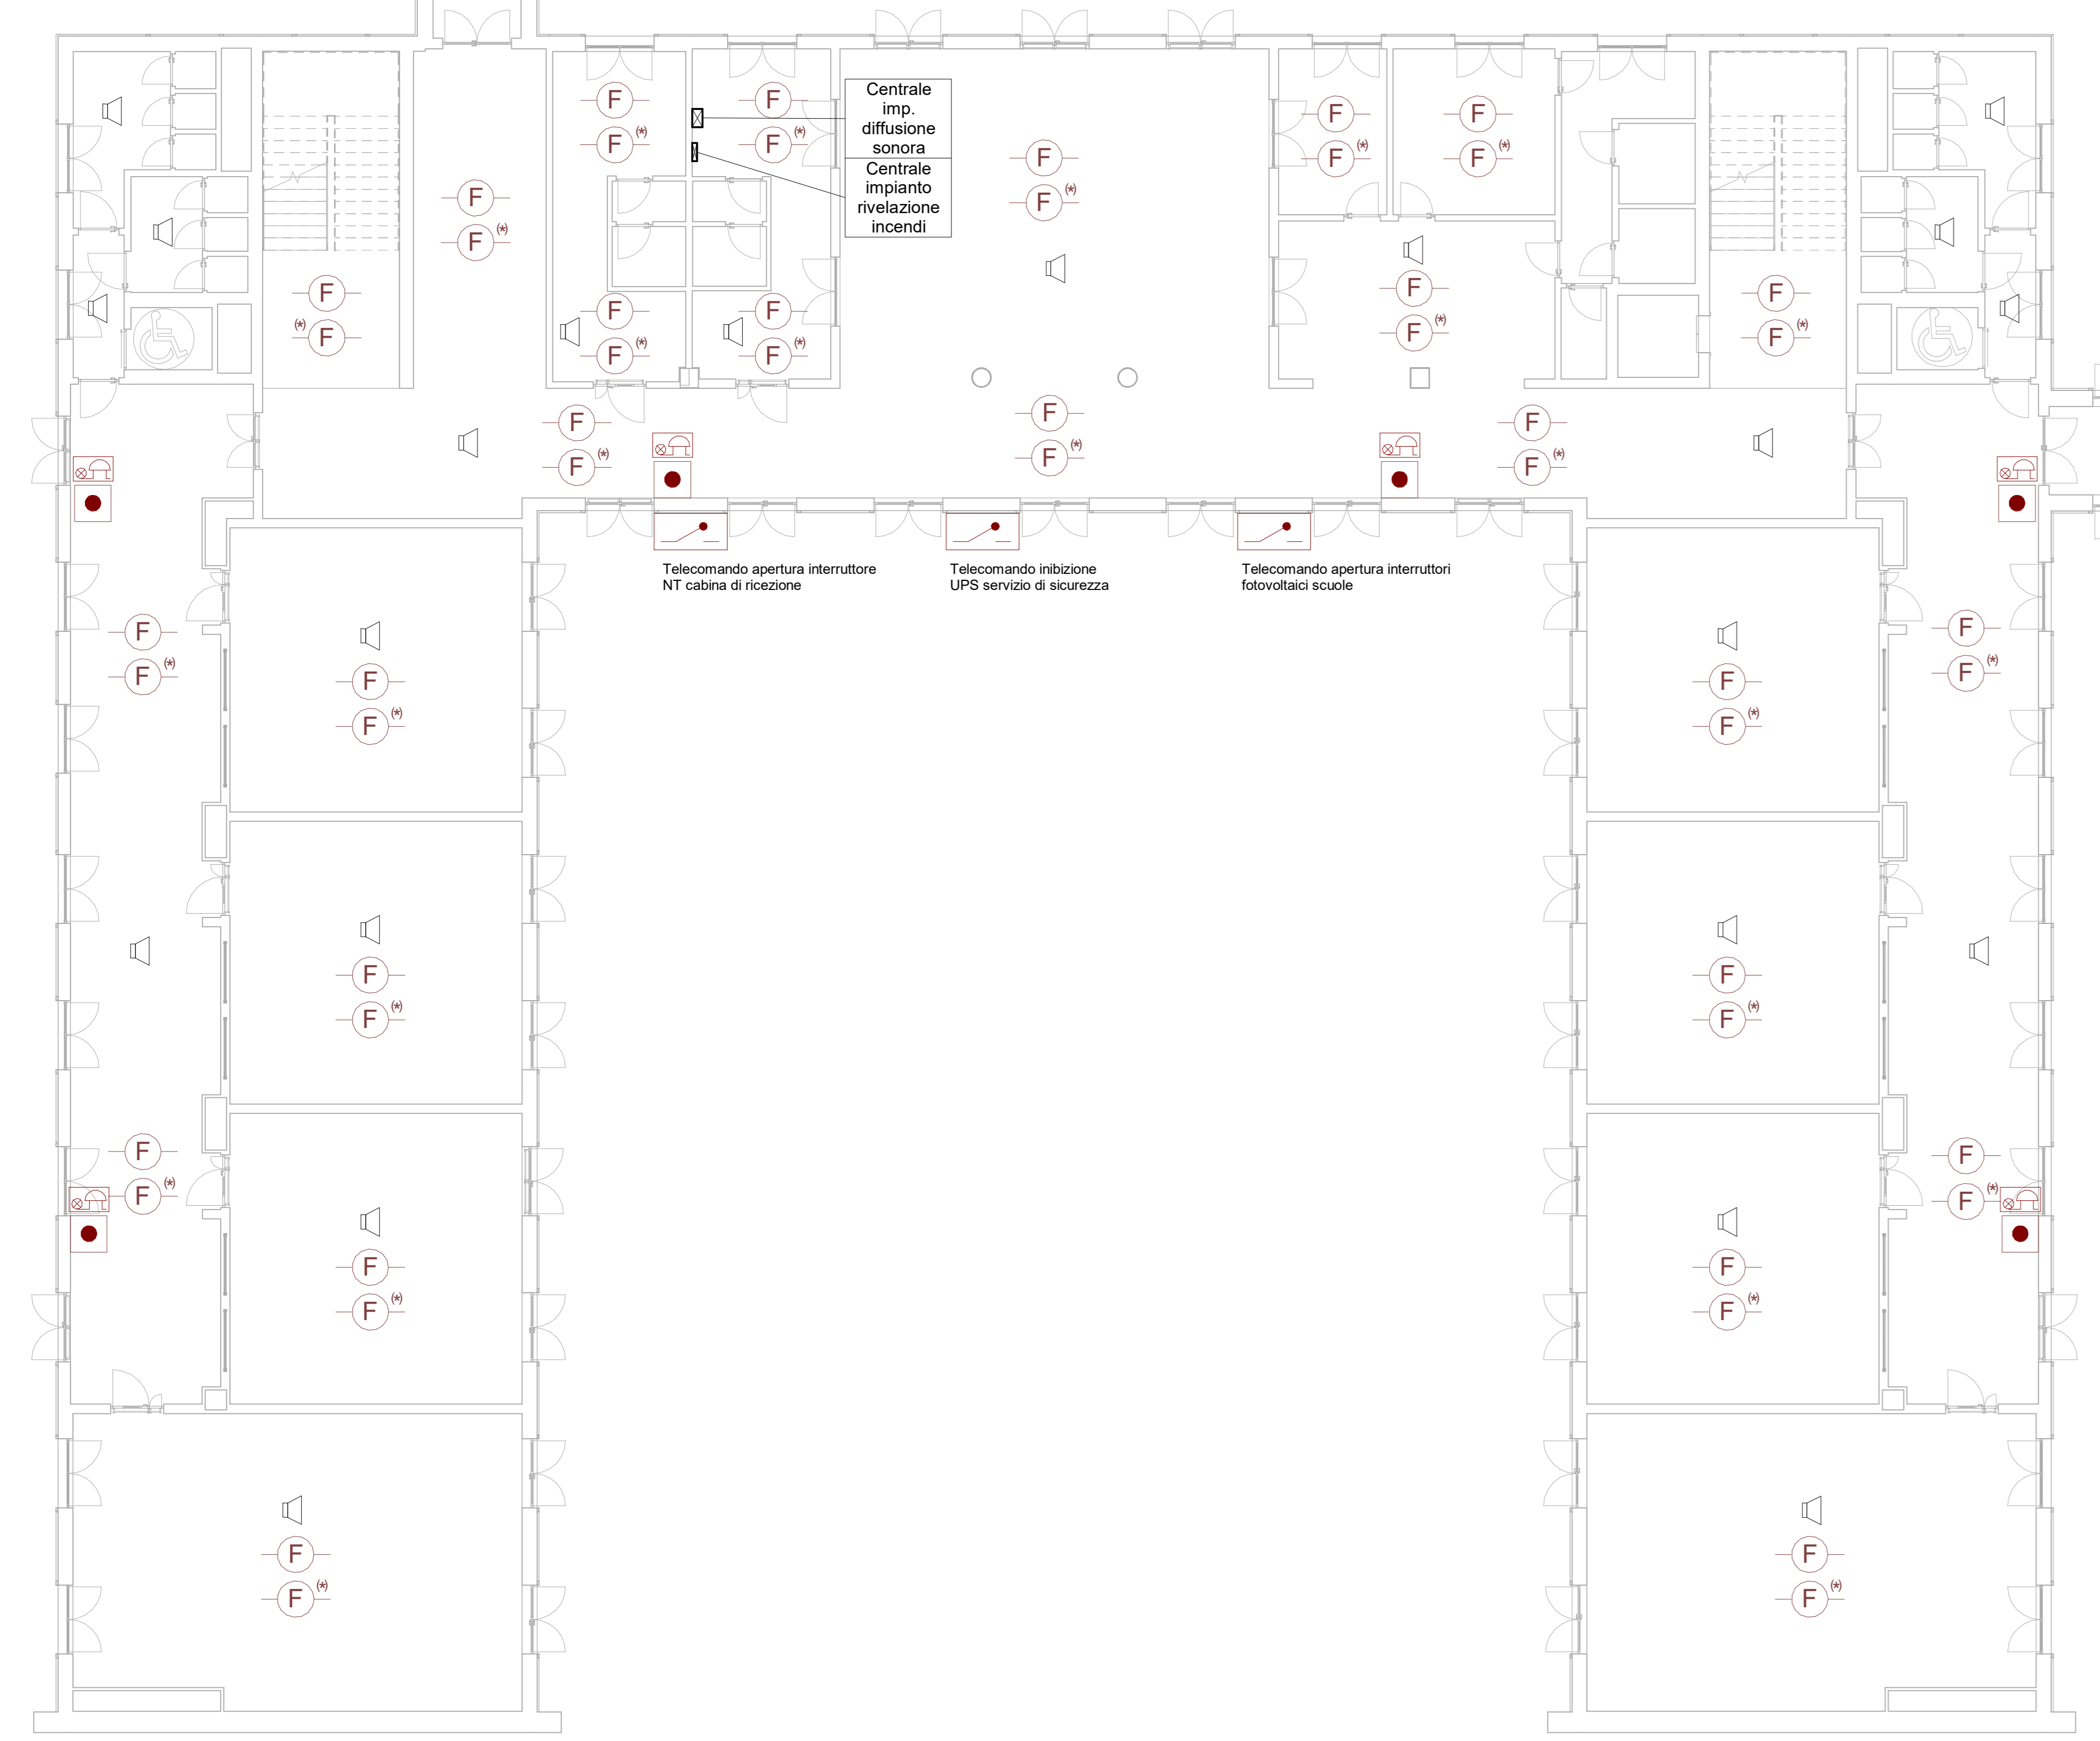 F
F (*)
F
F (*)
Centrale
imp.
diffusione
sonora
Centrale
impianto
rivelazione
incendi
F
F (*)
F
F (*)
F
F (*)
F
F (*)
F
(*) F
F
F (*)
F
F (*)
F
F (*)
F
F (*)
F
F (*)
F
F (*)
F
F (*)
Telecomando apertura interruttore
NT cabina di ricezione
Telecomando inibizione
UPS servizio di sicurezza
Telecomando apertura interruttori
fotovoltaici scuole
F
F (*)
F
F (*)
F
F (*)
F
F (*)
F
F (*)
F
F (*)
F
F (*)
F
F (*)
F
F (*)
F
F (*)
F
F (*)
F
F (*)